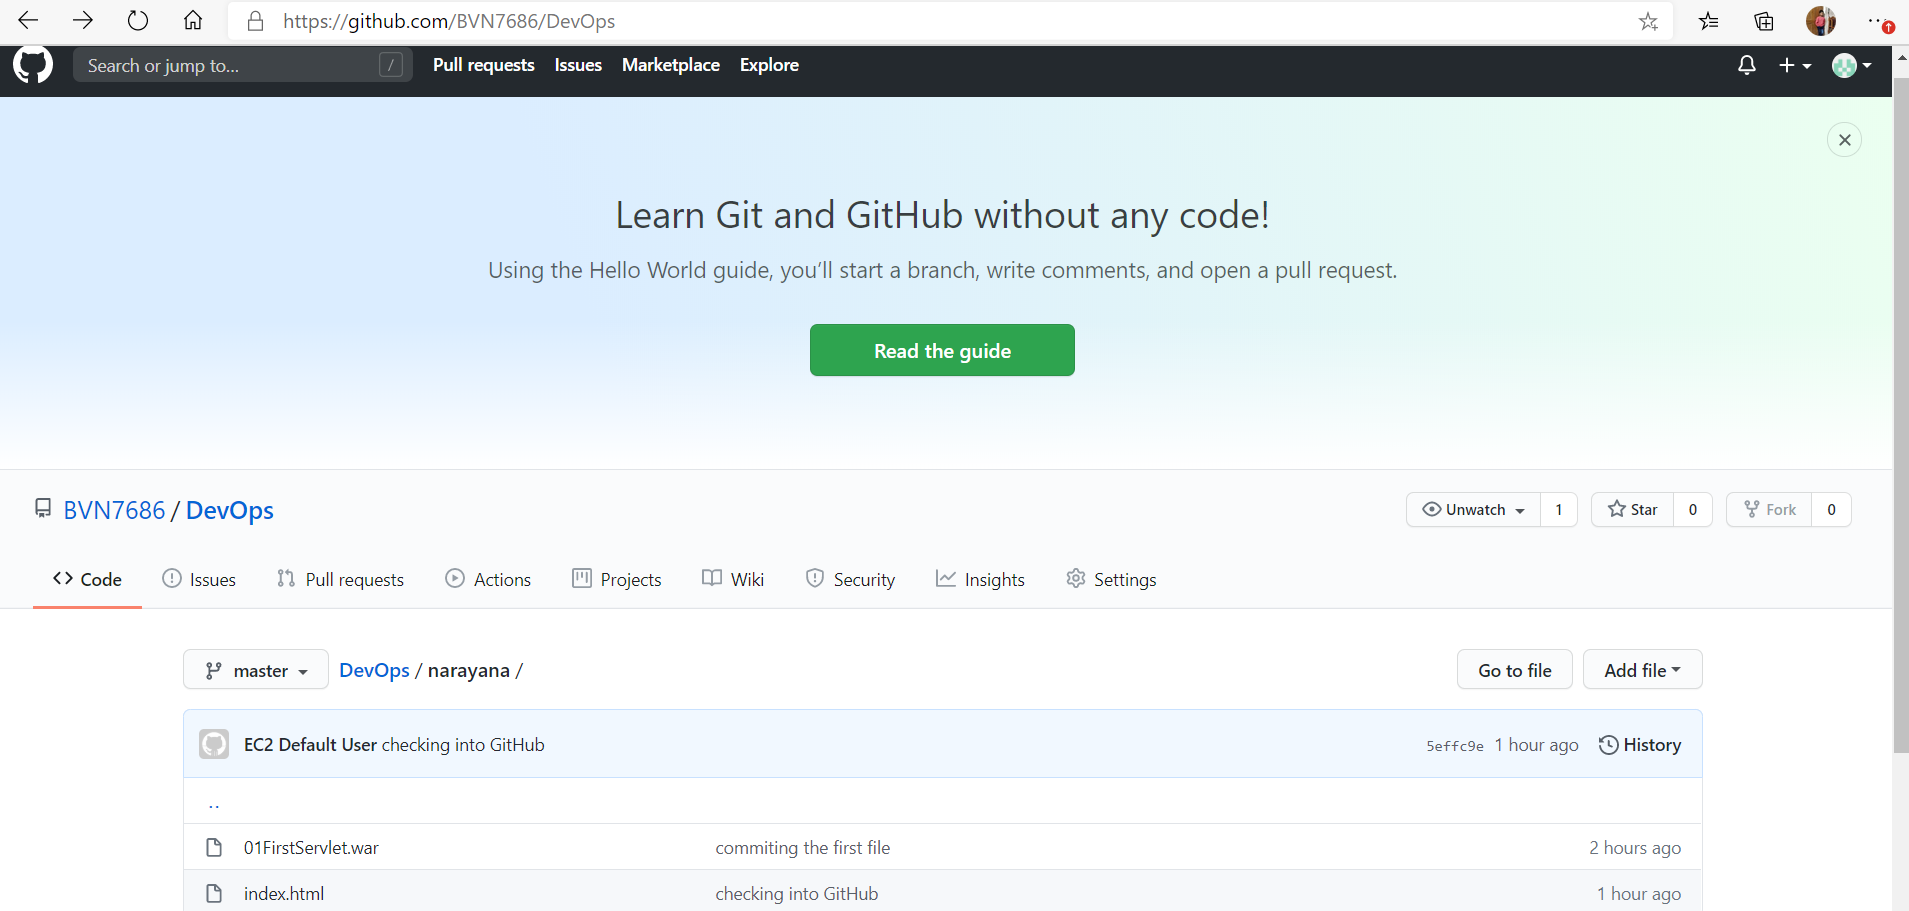 https://github.com/BVN7686/DevOps
Search or jump to... / Pull requests Issues Marketplace Explore
Learn Git and GitHub without any code!
Using the Hello World guide, you’ll start a branch, write comments, and open a pull request.
Read the guide
BVN7686 / DevOps Unwatch 1 Star 0 Fork 0
Code Issues Pull requests Actions Projects Wiki Security Insights Settings
master DevOps / narayana / Go to file Add file
EC2 Default User checking into GitHub 5effc9e 1 hour ago History
..
01FirstServlet.war commiting the first file 2 hours ago
index.html checking into GitHub 1 hour ago